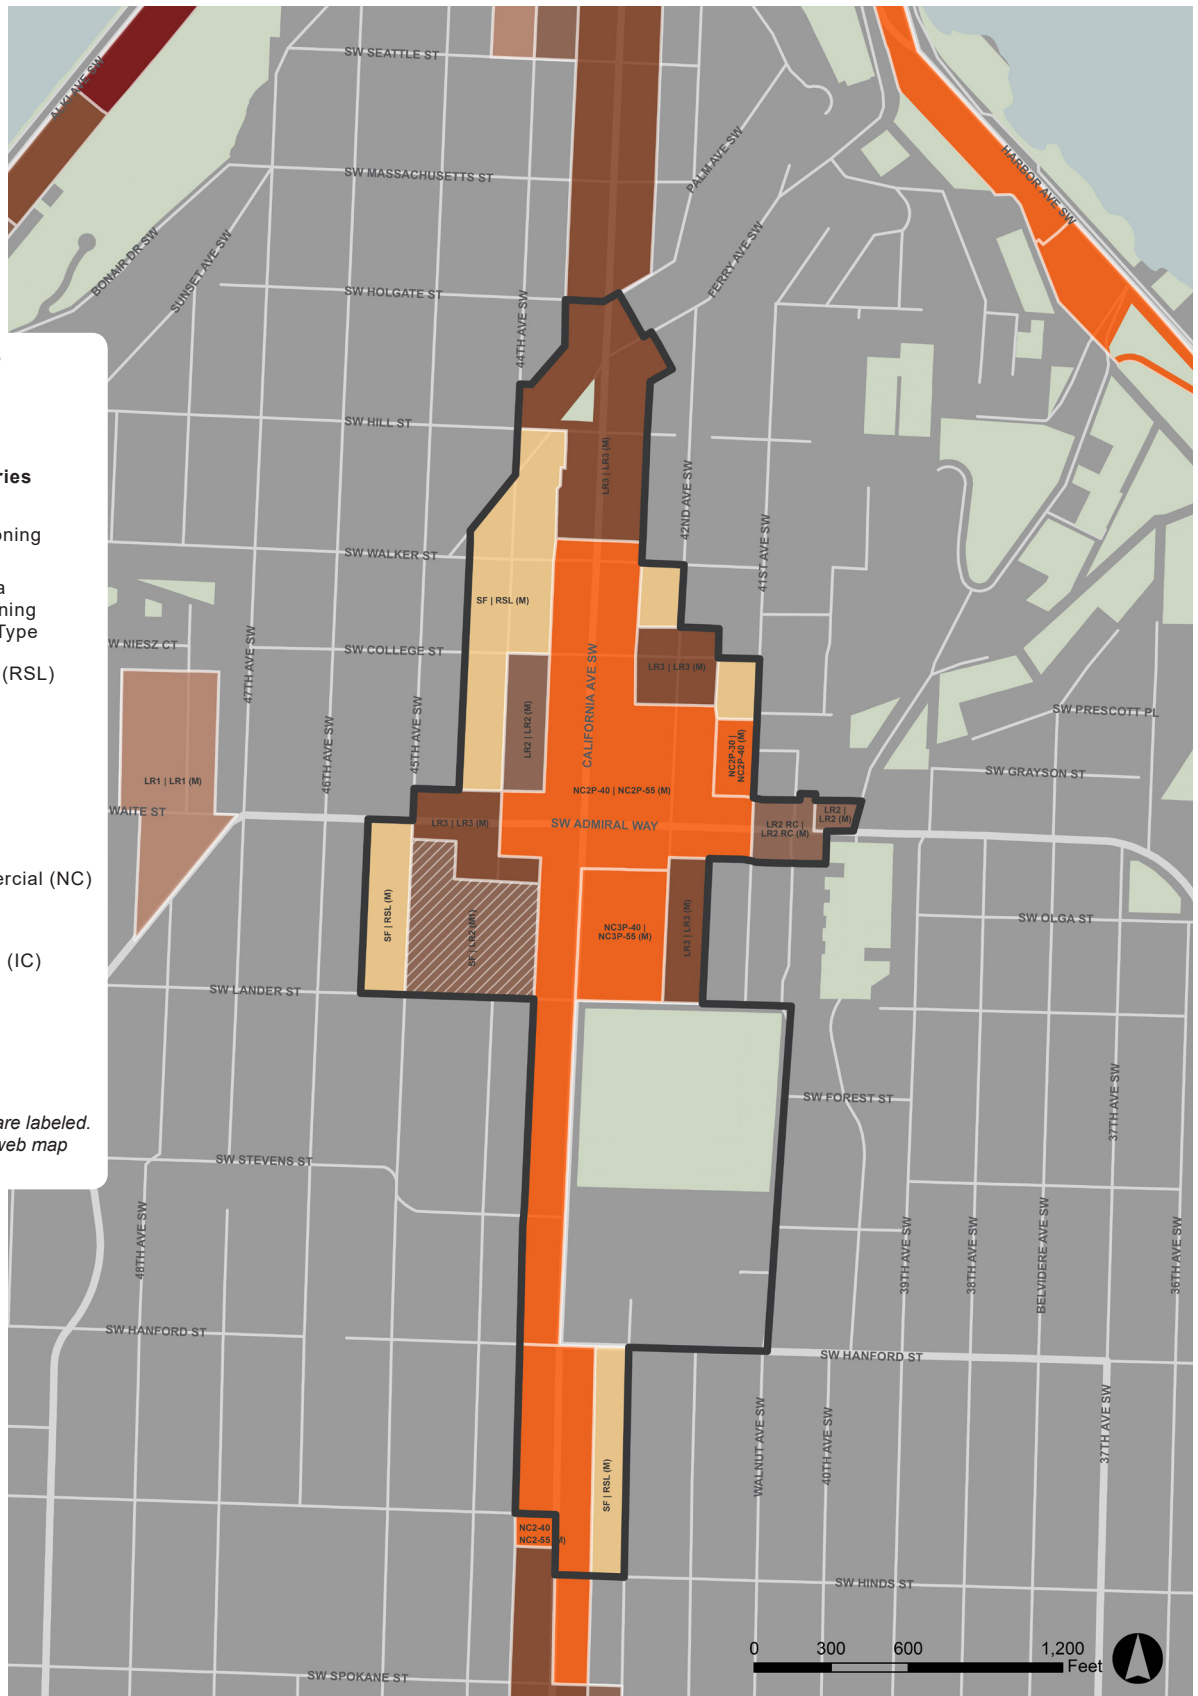 SW SEATTLE ST
ALKI AVE SW
SW MASSACHUSETTS ST
PALM AVE SW
HARBOR AVE SW
BONAIR DR SW
SUNSET AVE SW
FERRY AVE SW
SW HOLGATE ST
44TH AVE SW
SW HILL ST
LR3 | LR3 (M)
42ND AVE SW
41ST AVE SW
ries
oning
SW WALKER ST
a
ning
Type
SF | RSL (M)
W NIESZ CT
47TH AVE SW
SW COLLEGE ST
CALIFORNIA AVE SW
LR3 | LR3 (M)
(RSL)
46TH AVE SW
45TH AVE SW
LR2 | LR2 (M)
SW PRESCOTT PL
NC2P-30 |
NC2P-40 (M)
LR1 | LR1 (M)
SW GRAYSON ST
NC2P-40 | NC2P-55 (M)
WAITE ST
LR3 | LR3 (M)
SW ADMIRAL WAY
LR2 RC |
LR2 RC (M)
LR2 |
LR2 (M)
ercial (NC)
SF | RSL (M)
SF | LR2 (M1)
NC3P-40 |
NC3P-55 (M)
LR3 | LR3 (M)
SW OLGA ST
(IC)
SW LANDER ST
SW FOREST ST
37TH AVE SW
are labeled.
web map
SW STEVENS ST
48TH AVE SW
39TH AVE SW
38TH AVE SW
BELVIDERE AVE SW
36TH AVE SW
SW HANFORD ST
SW HANFORD ST
WALNUT AVE SW
40TH AVE SW
37TH AVE SW
SF | RSL (M)
NC2-40
NC2-55 (M)
SW HINDS ST
SW SPOKANE ST
0 300 600 1,200
Feet